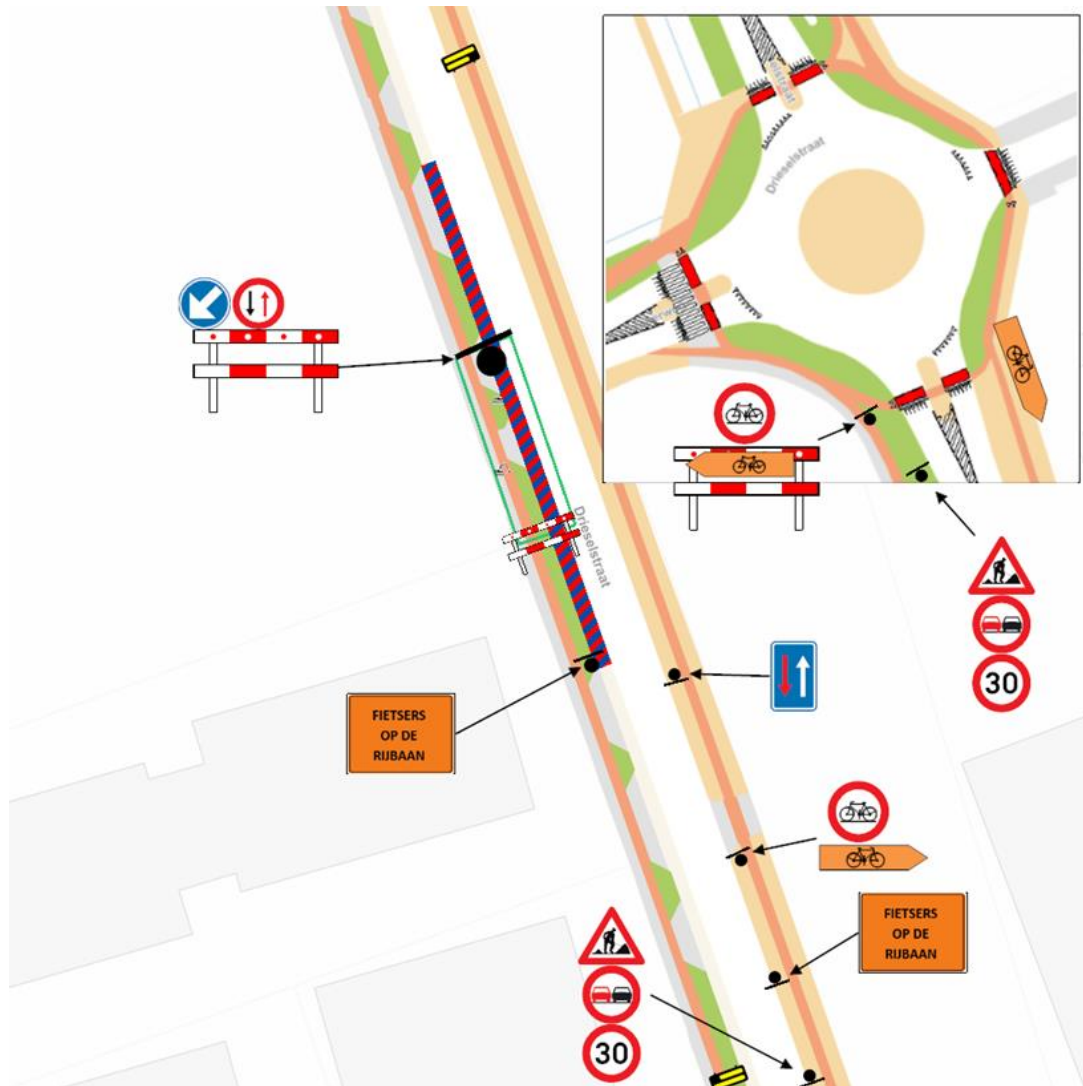 Drieselstraat
Drieselstraat
FIETSERS
OP DE
RIJBAAN
30
FIETSERS
OP DE
RIJBAAN
30